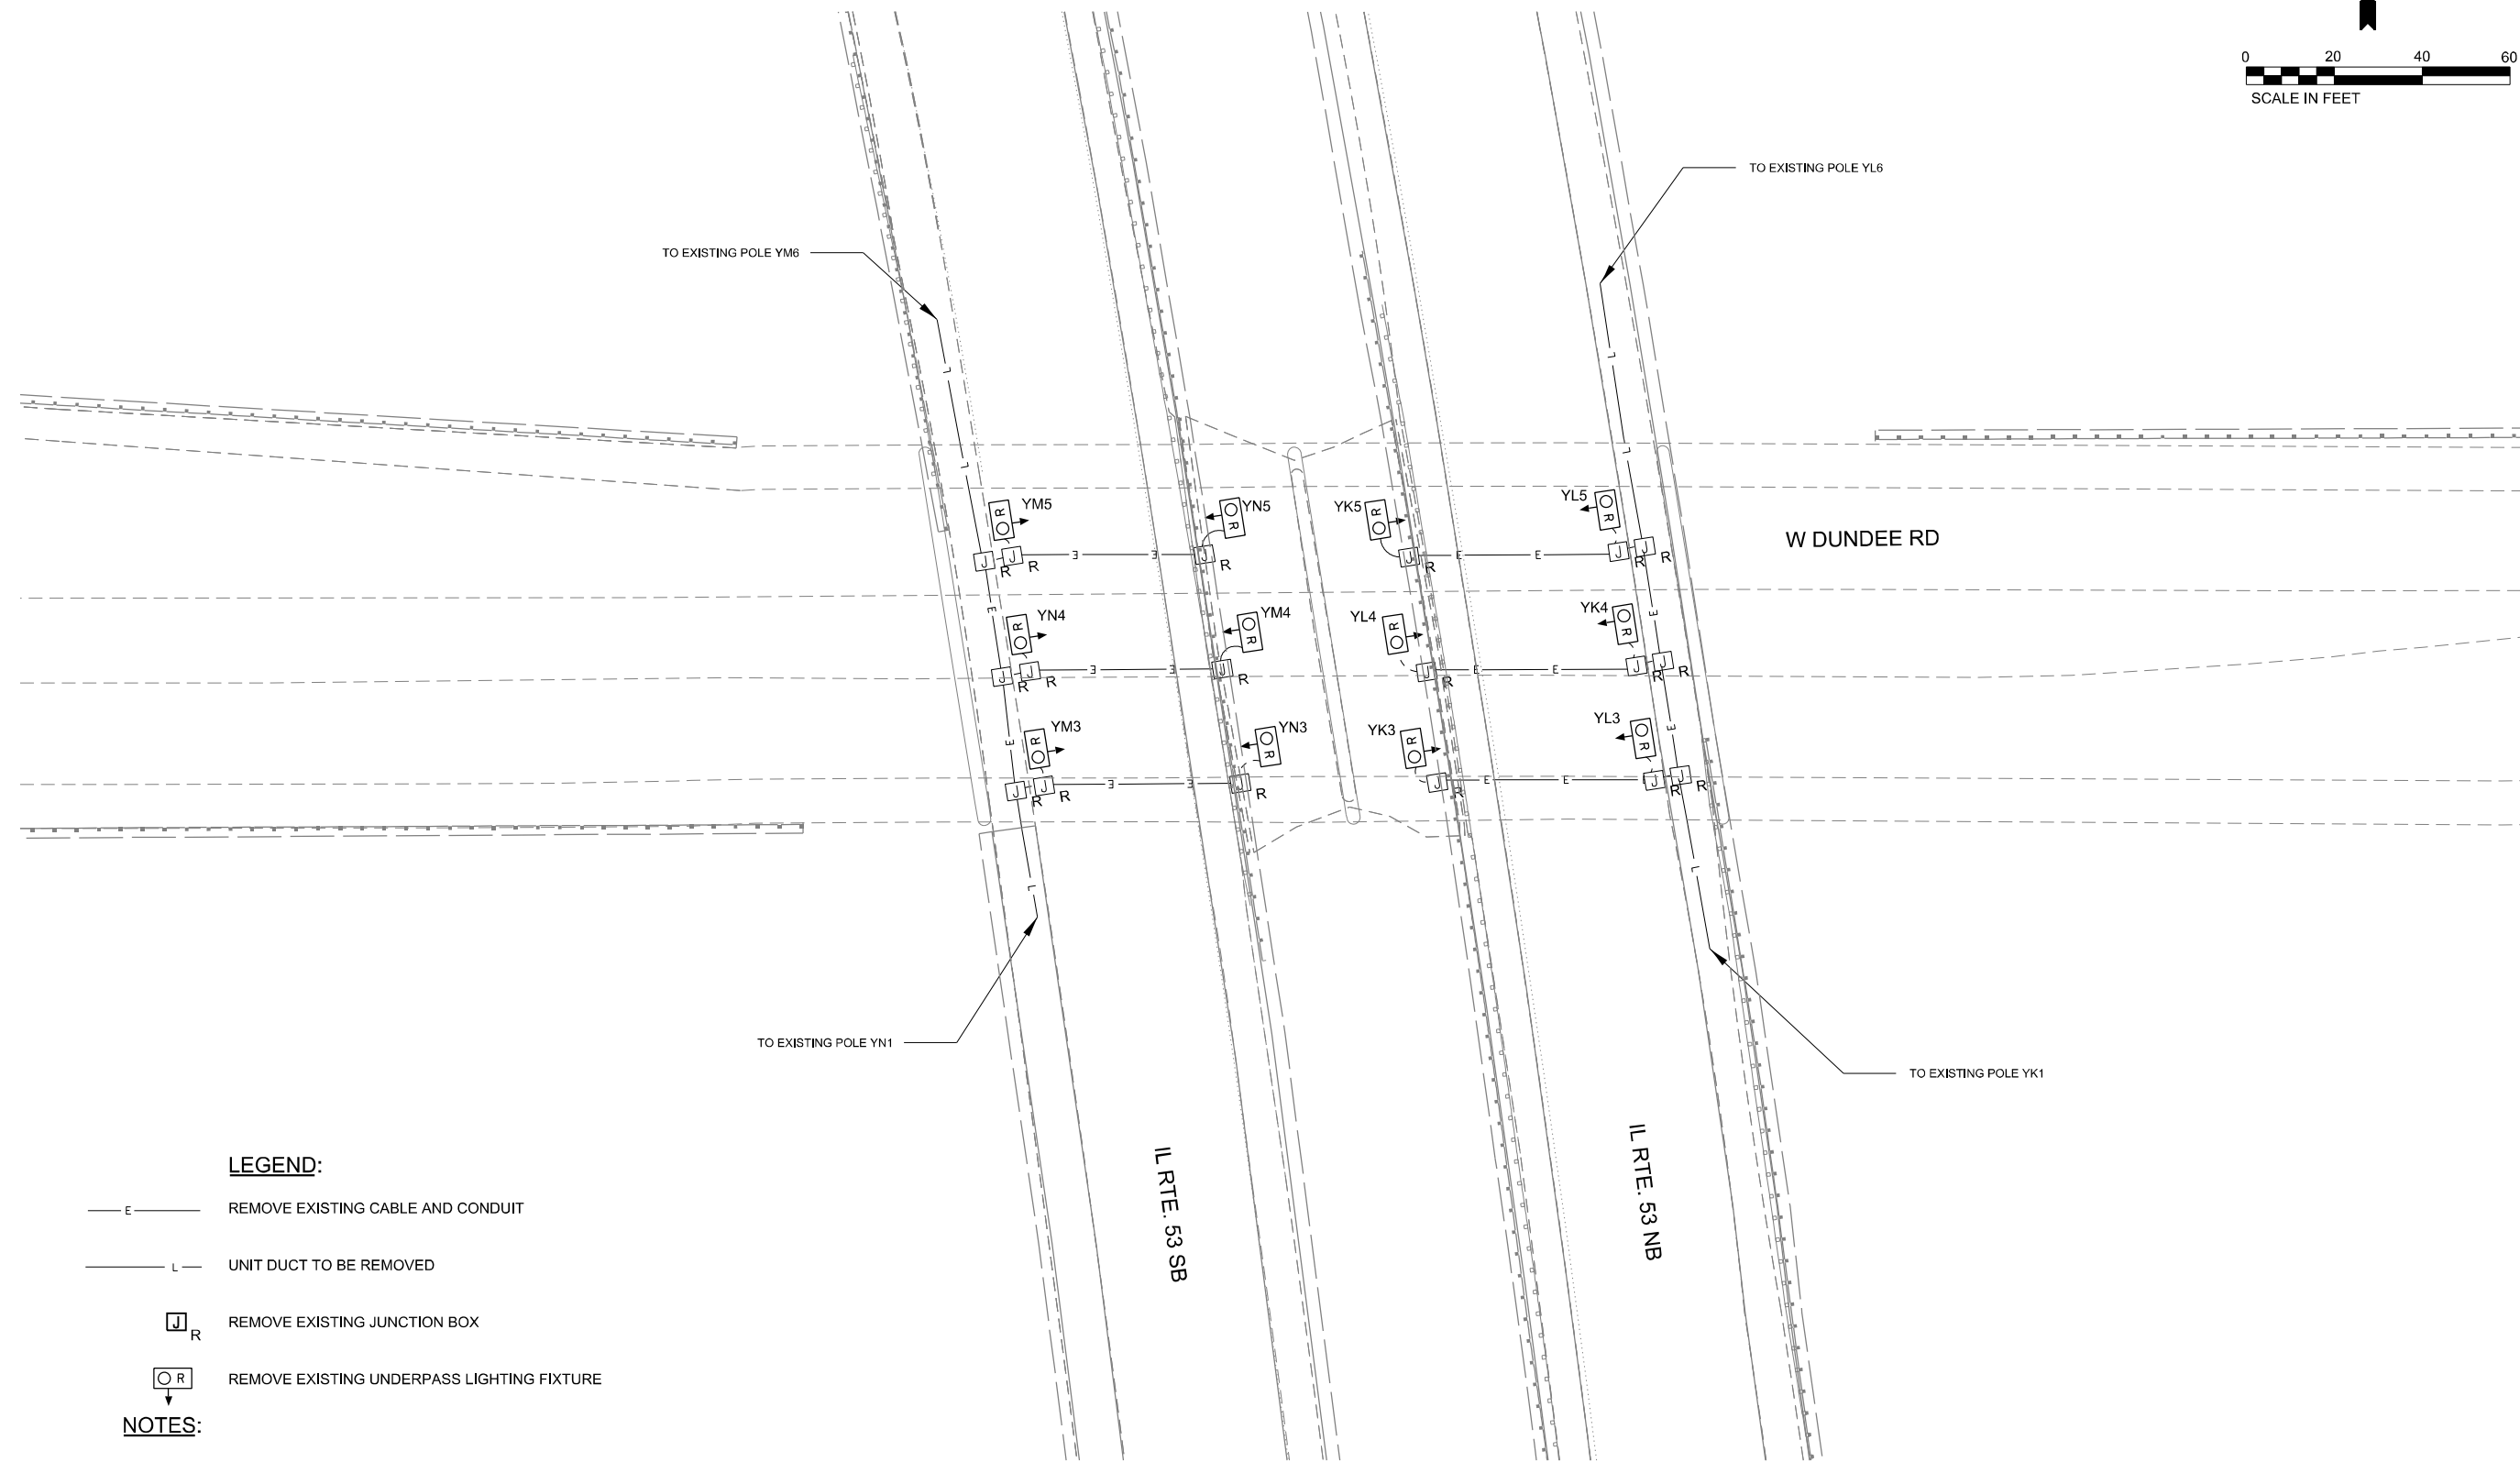 0 20 40 60
SCALE IN FEET
TO EXISTING POLE YL6
TO EXISTING POLE YM6
YM5 YN5 YK5 YL5
R R R R
W DUNDEE RD
J J E E J J E E J J
R R R R R R
E E
YN4 YM4 YL4 YK4
R R R R
J J E E J J E E J J
R R R R R R
E E
YM3 YN3 YK3 YL3
R R R R
J J E E J J E E J J
R R R R R R
L L
TO EXISTING POLE YN1
TO EXISTING POLE YK1
IL RTE. 53 SB
IL RTE. 53 NB
LEGEND:
E REMOVE EXISTING CABLE AND CONDUIT
L UNIT DUCT TO BE REMOVED
J R REMOVE EXISTING JUNCTION BOX
R REMOVE EXISTING UNDERPASS LIGHTING FIXTURE
NOTES: